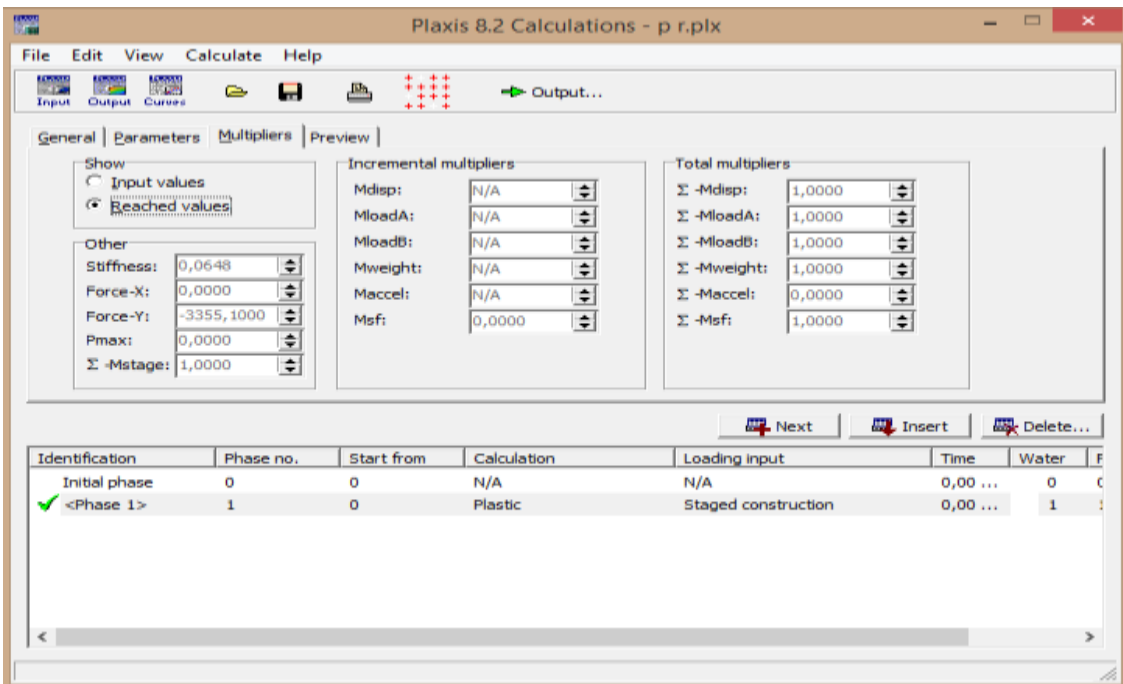 Plaxis 8.2 Calculations - p r.plx
File Edit View Calculate Help
Input Output Curves Output...
General Parameters Multipliers Preview
Show
Input values
Reached values
Other
Stiffness: 0,0648
Force-X: 0,0000
Force-Y: -3355,1000
Pmax: 0,0000
Σ -Mstage: 1,0000
Incremental multipliers
Mdisp: N/A
MloadA: N/A
MloadB: N/A
Mweight: N/A
Maccel: N/A
Msf: 0,0000
Total multipliers
Σ -Mdisp: 1,0000
Σ -MloadA: 1,0000
Σ -MloadB: 1,0000
Σ -Mweight: 1,0000
Σ -Maccel: 0,0000
Σ -Msf: 1,0000
Next Insert Delete...
Identification Phase no. Start from Calculation Loading input Time Water F
Initial phase 0 0 N/A N/A 0,00 ... 0
<Phase 1> 1 0 Plastic Staged construction 0,00 ... 1